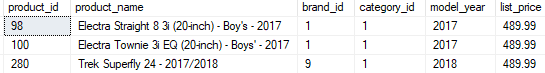 product_id product_name brand_id category_id model_year list_price
98 Electra Straight 8 3i (20-inch) - Boy's - 2017 1 1 2017 489.99
100 Electra Townie 3i EQ (20-inch) - Boys' - 2017 1 1 2017 489.99
280 Trek Superfly 24 - 2017/2018 9 1 2018 489.99